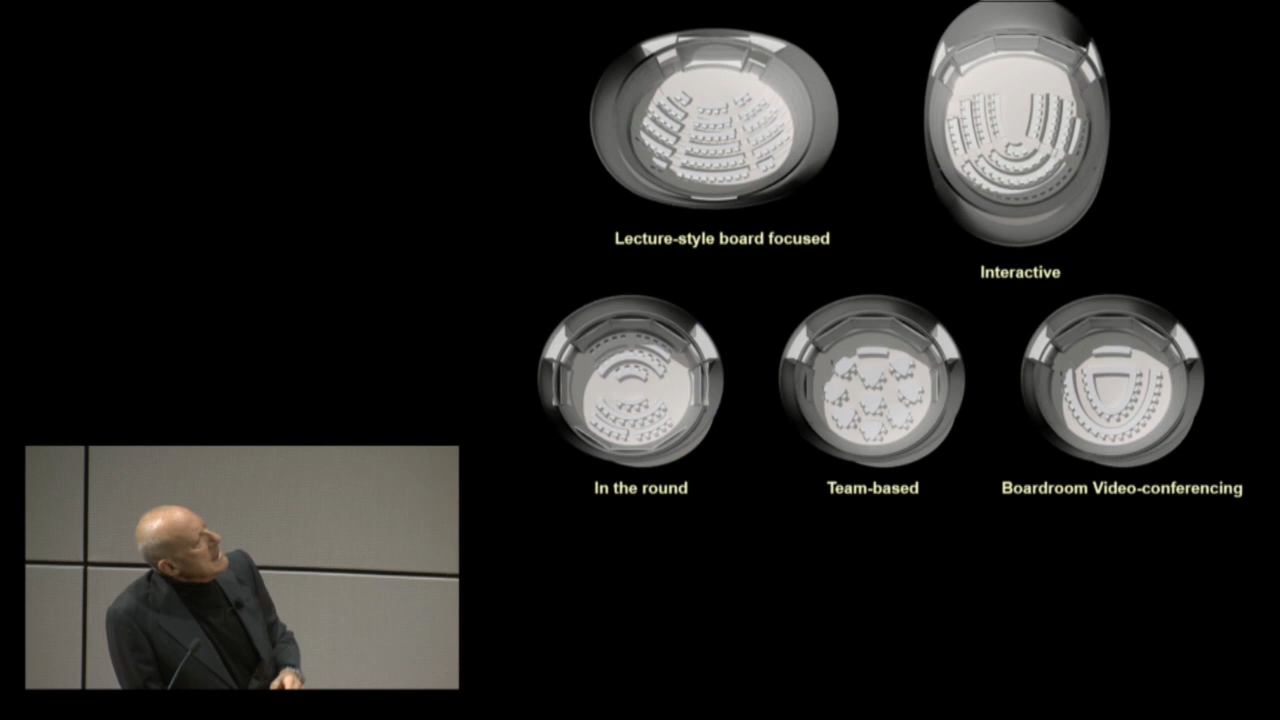 Lecture-style board focused
Interactive
In the round
Team-based
Boardroom Video-conferencing